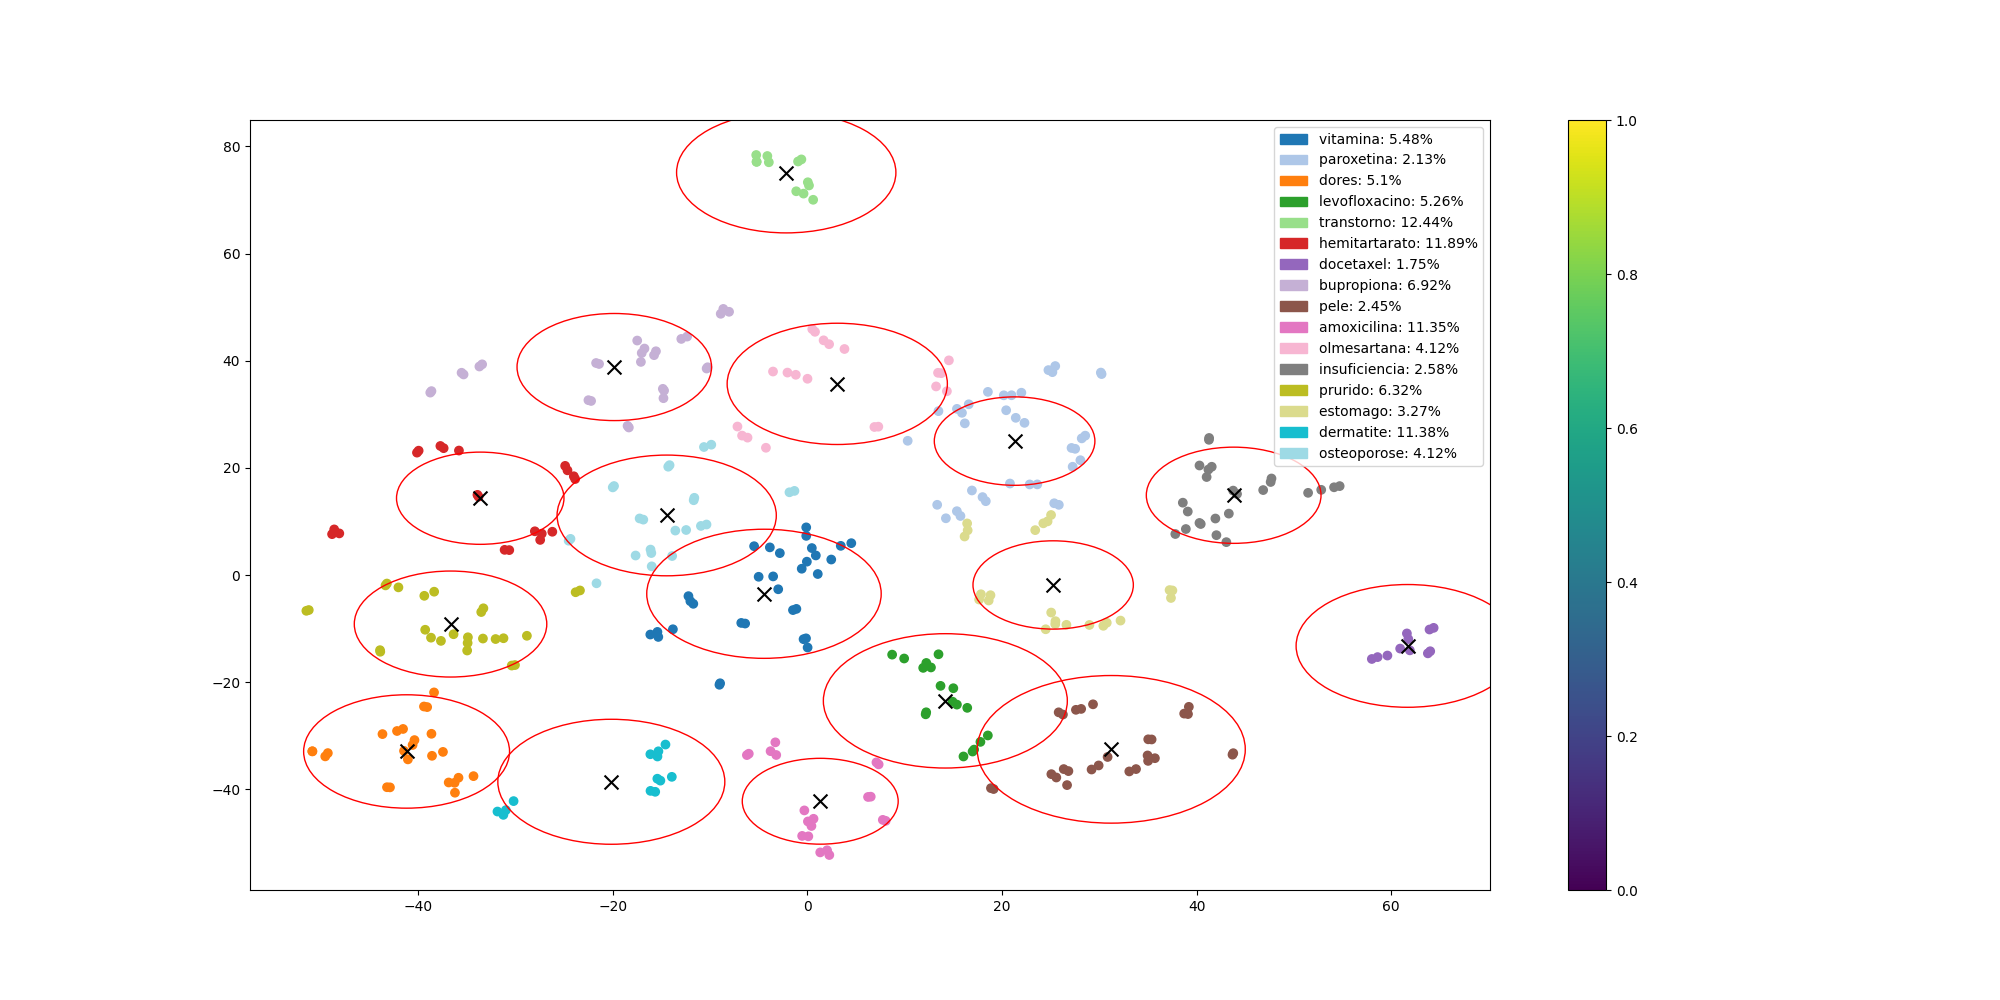 80
60
40
20
0
−20
−40
−40
−20
0
20
40
60
vitamina: 5.48%
paroxetina: 2.13%
dores: 5.1%
levofloxacino: 5.26%
transtorno: 12.44%
hemitartarato: 11.89%
docetaxel: 1.75%
bupropiona: 6.92%
pele: 2.45%
amoxicilina: 11.35%
olmesartana: 4.12%
insuficiencia: 2.58%
prurido: 6.32%
estomago: 3.27%
dermatite: 11.38%
osteoporose: 4.12%
1.0
0.8
0.6
0.4
0.2
0.0